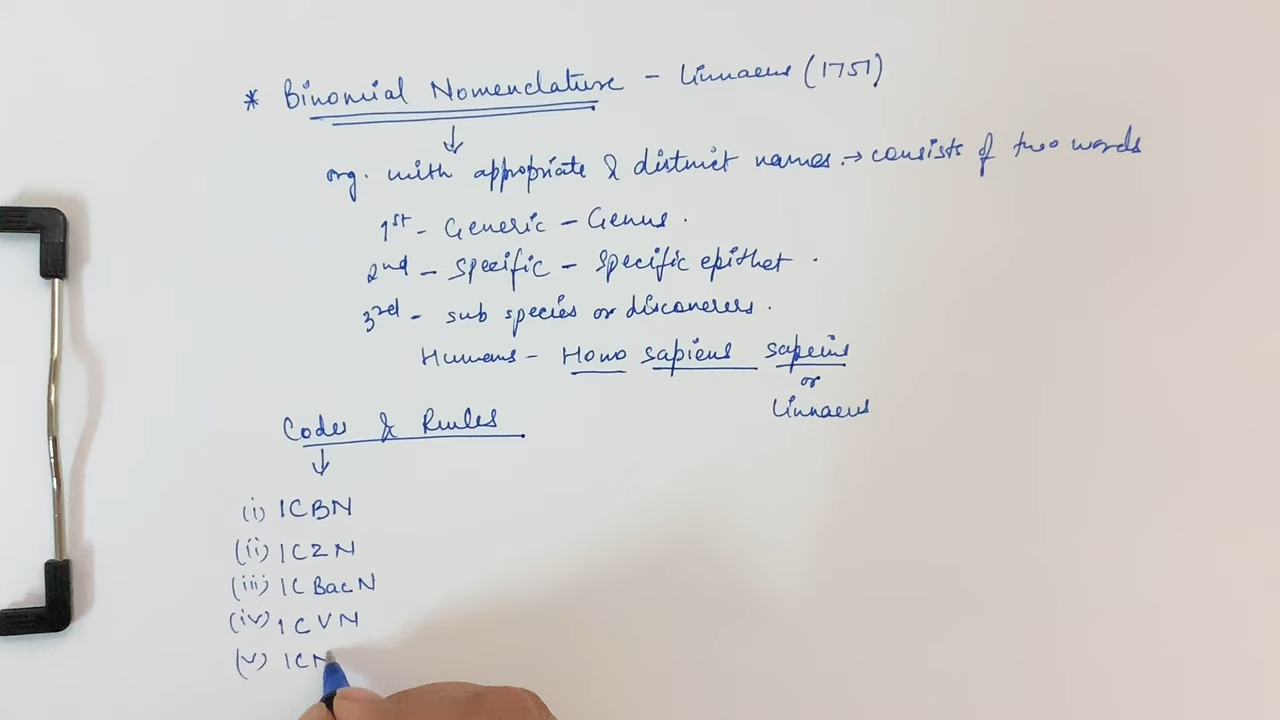 * Binomial Nomenclature - Linnaeus (1751)
↓
org. with appropriate & distinct names. → consists of two words
1st - Generic - Genus.
2nd - Specific - Specific epithet.
3rd - sub species or discoverers.
Humans - Homo sapiens sapeins
or
Linnaeus
Codes & Rules
↓
(i) ICBN
(ii) ICZN
(iii) ICBacN
(iv) ICVN
(v) ICN